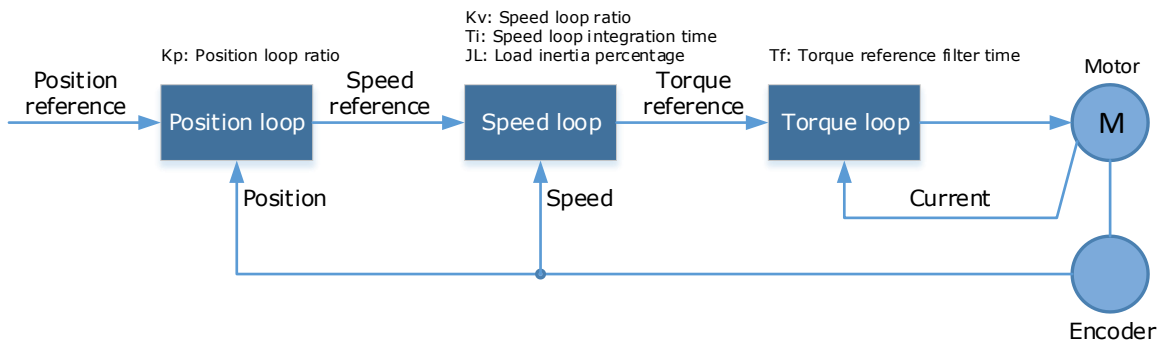 Kv: Speed loop ratio
Ti: Speed loop integration time
JL: Load inertia percentage
Kp: Position loop ratio
Tf: Torque reference filter time
Motor
Position
reference
Speed
reference
Torque
reference
Position loop
Speed loop
Torque loop
M
Position
Speed
Current
Encoder